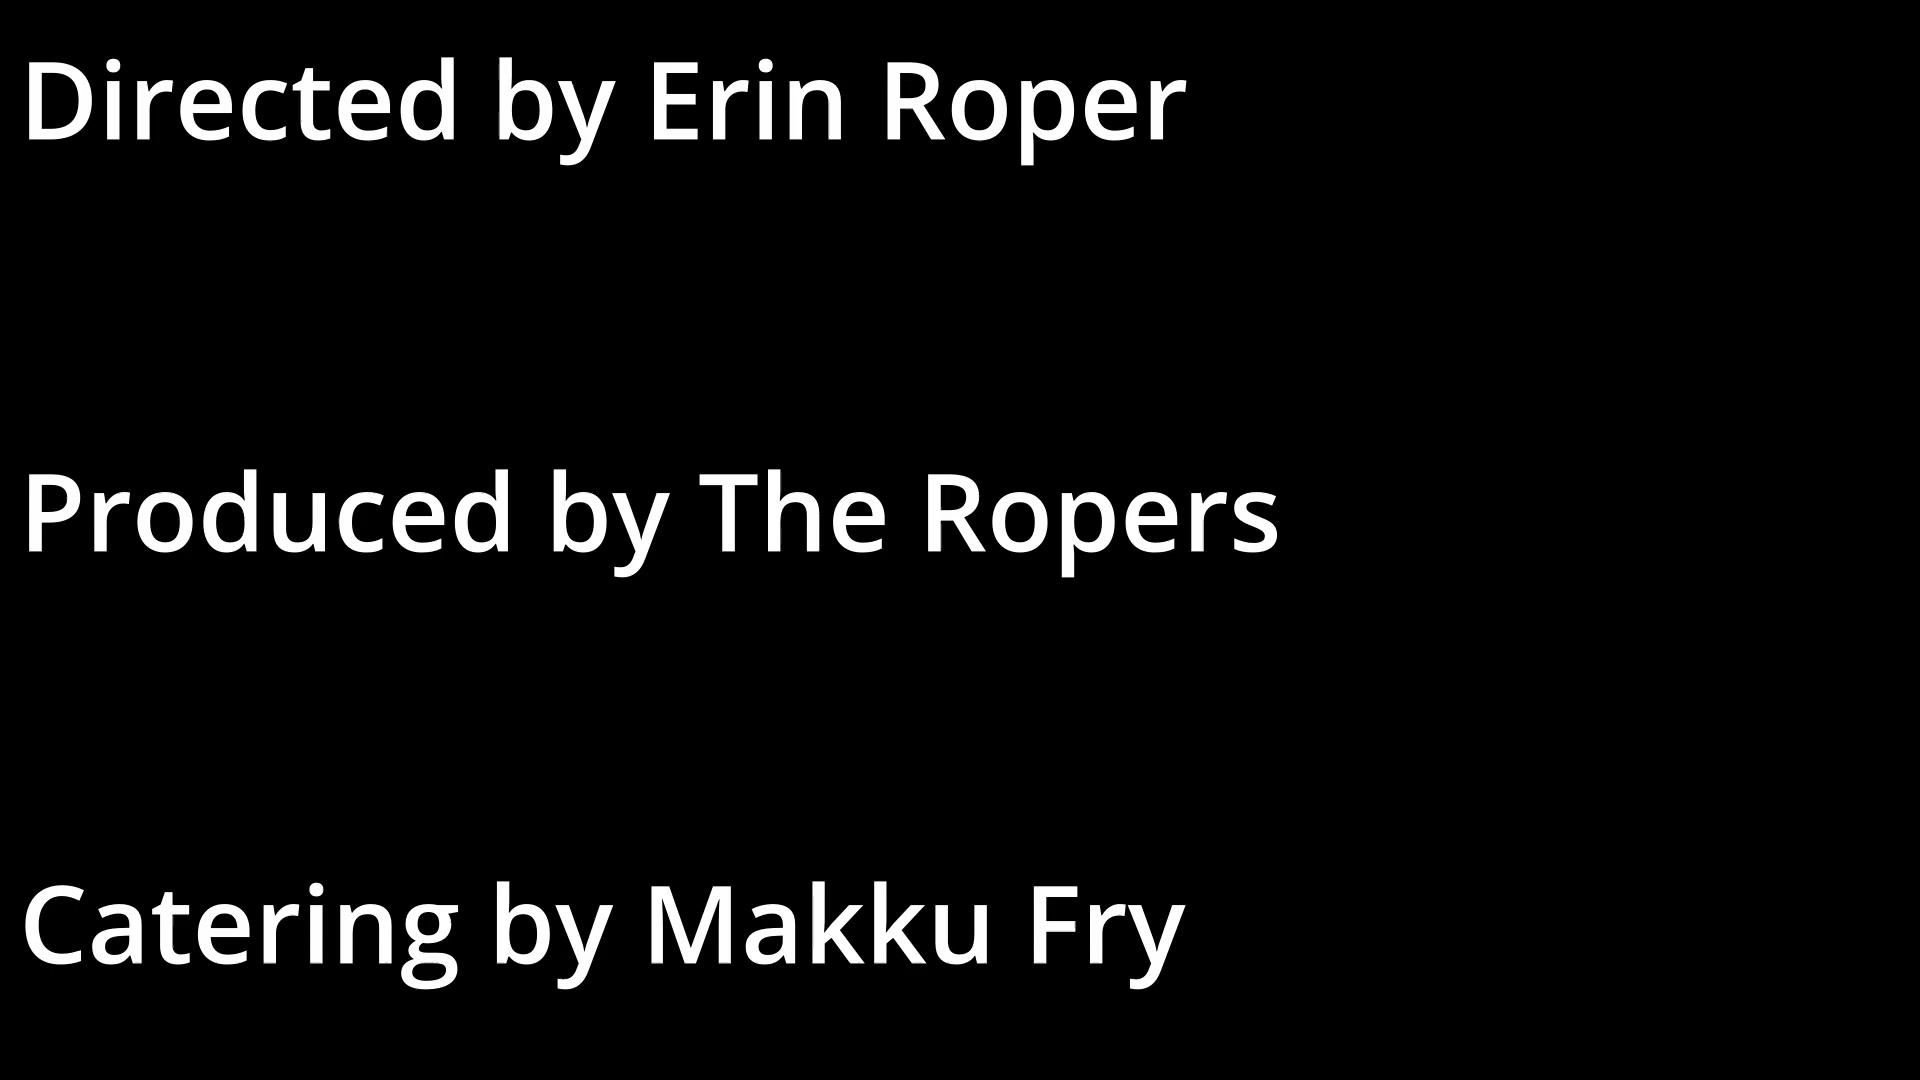 Directed by Erin Roper
Produced by The Ropers
Catering by Makku Fry